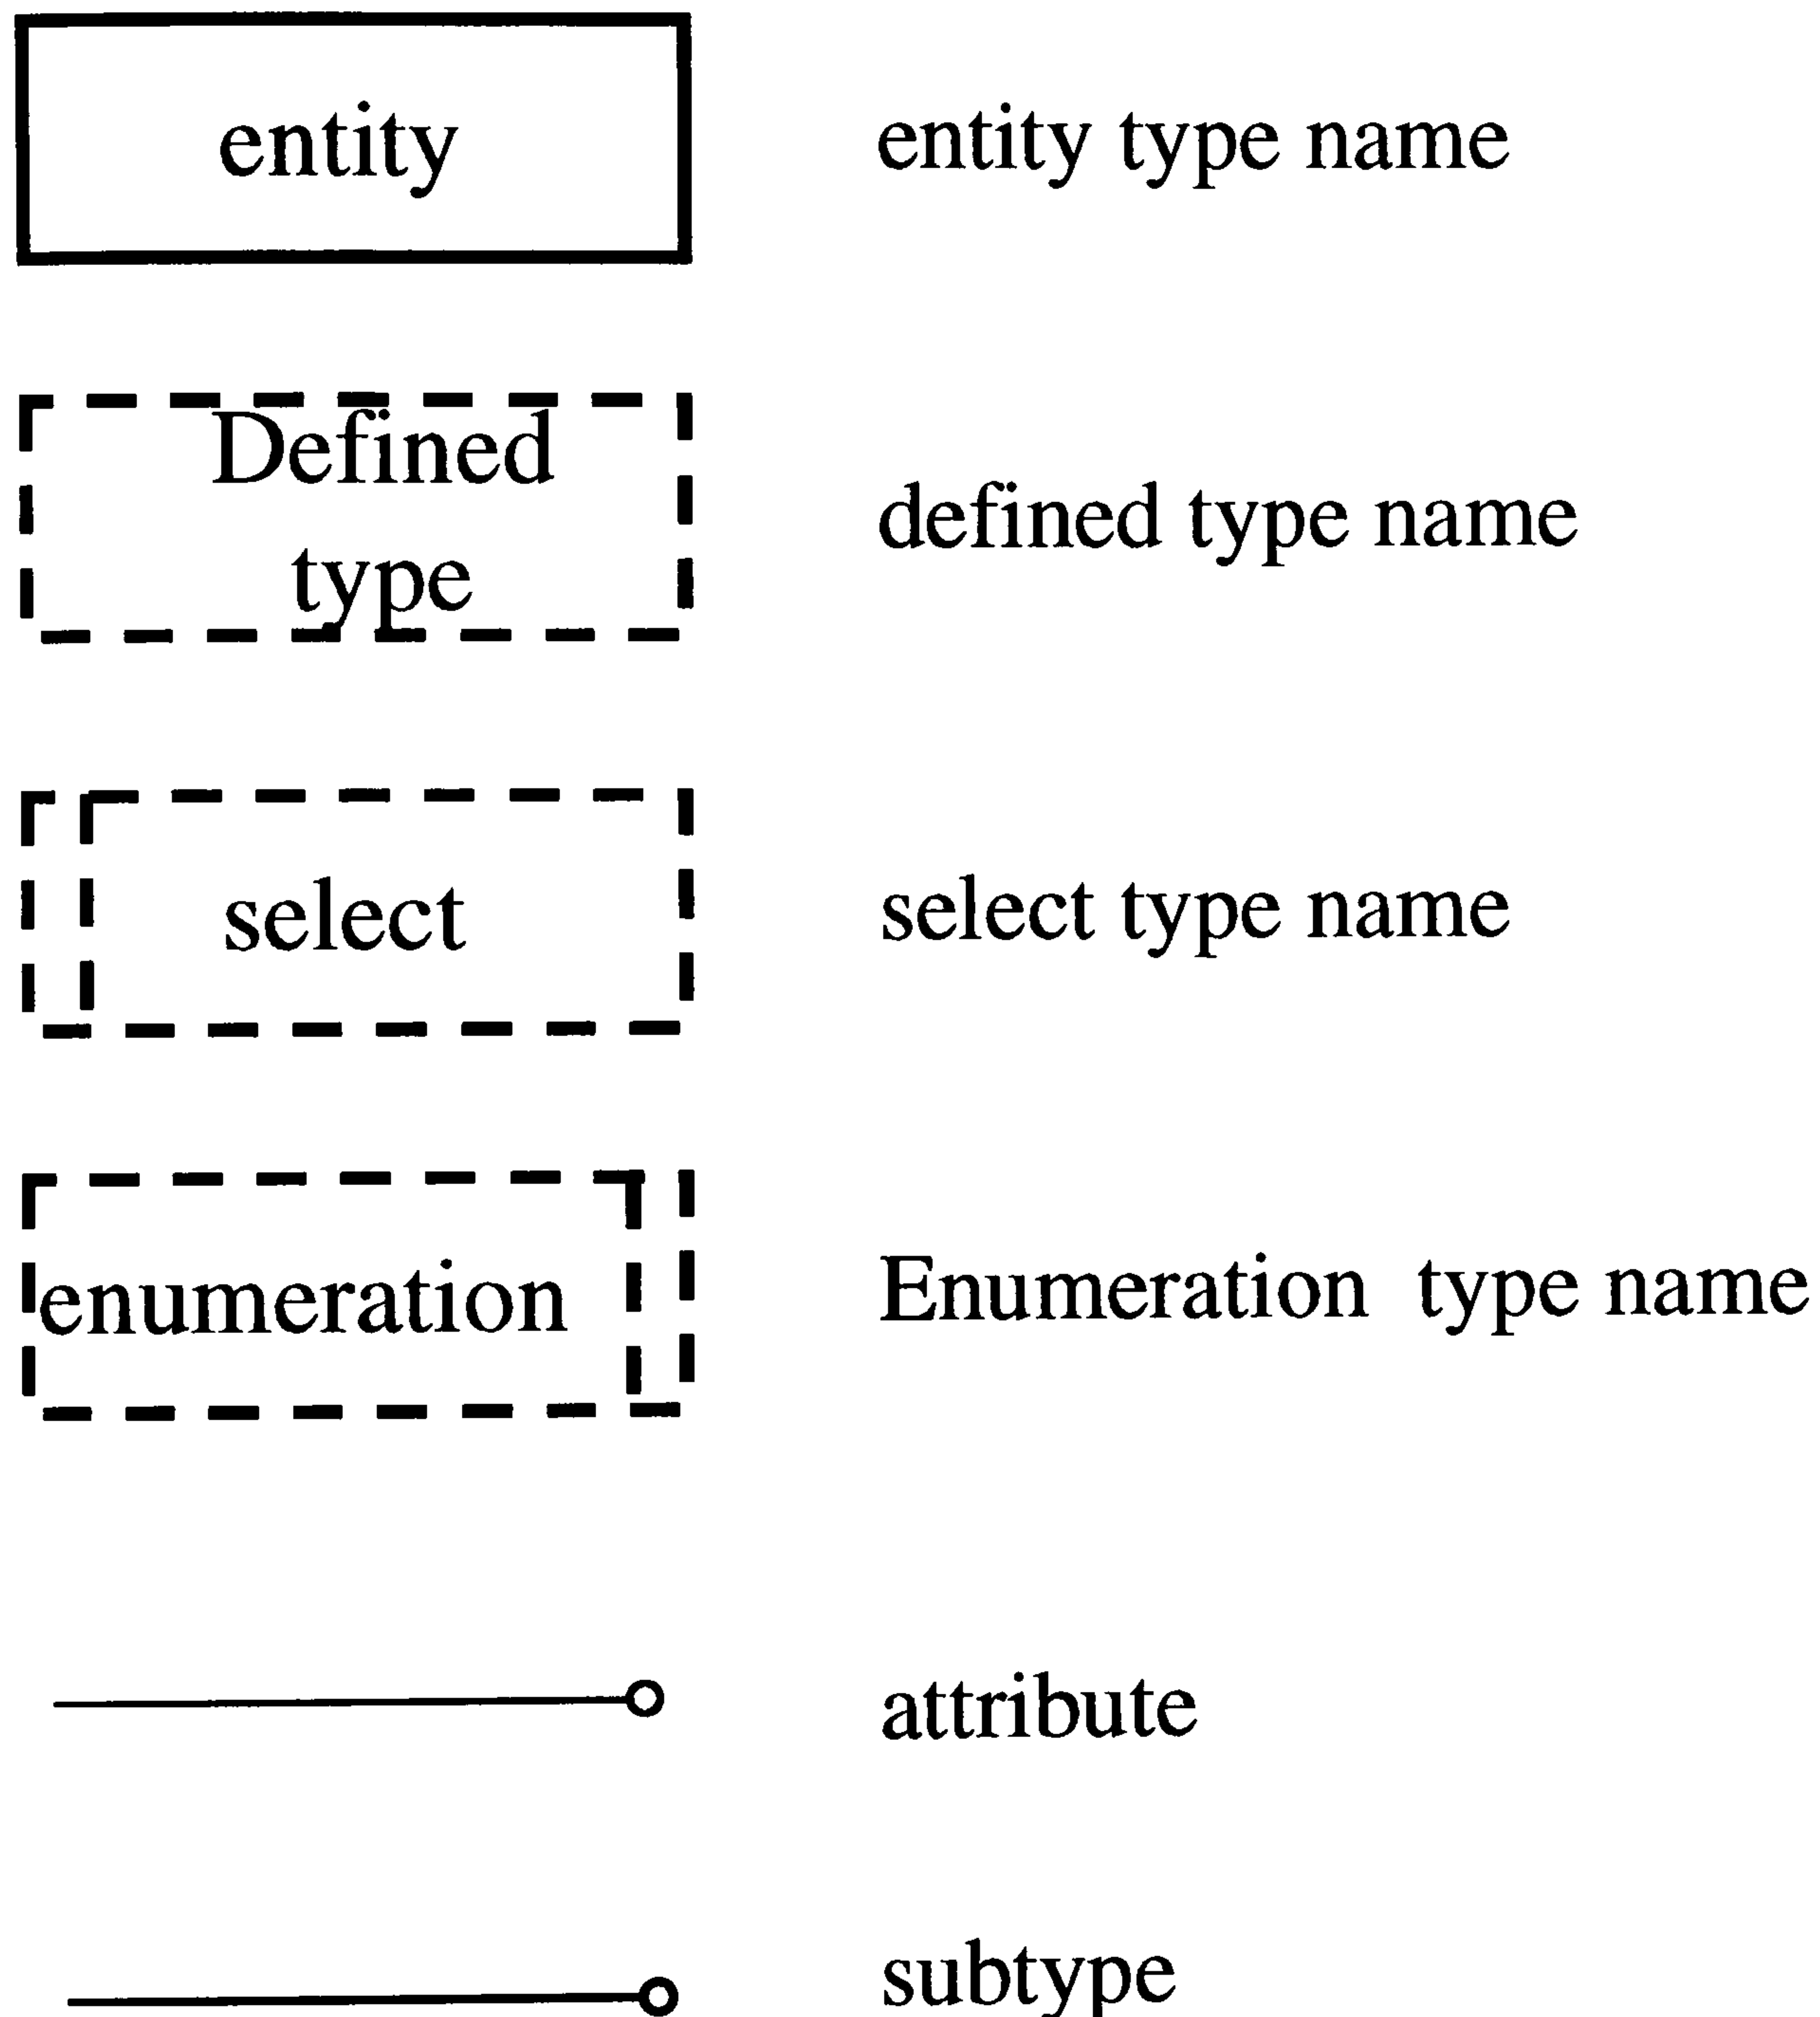 entity
entity type name
Defined
type
defined type name
select
select type name
enumeration
Enumeration type name
attribute
subtype